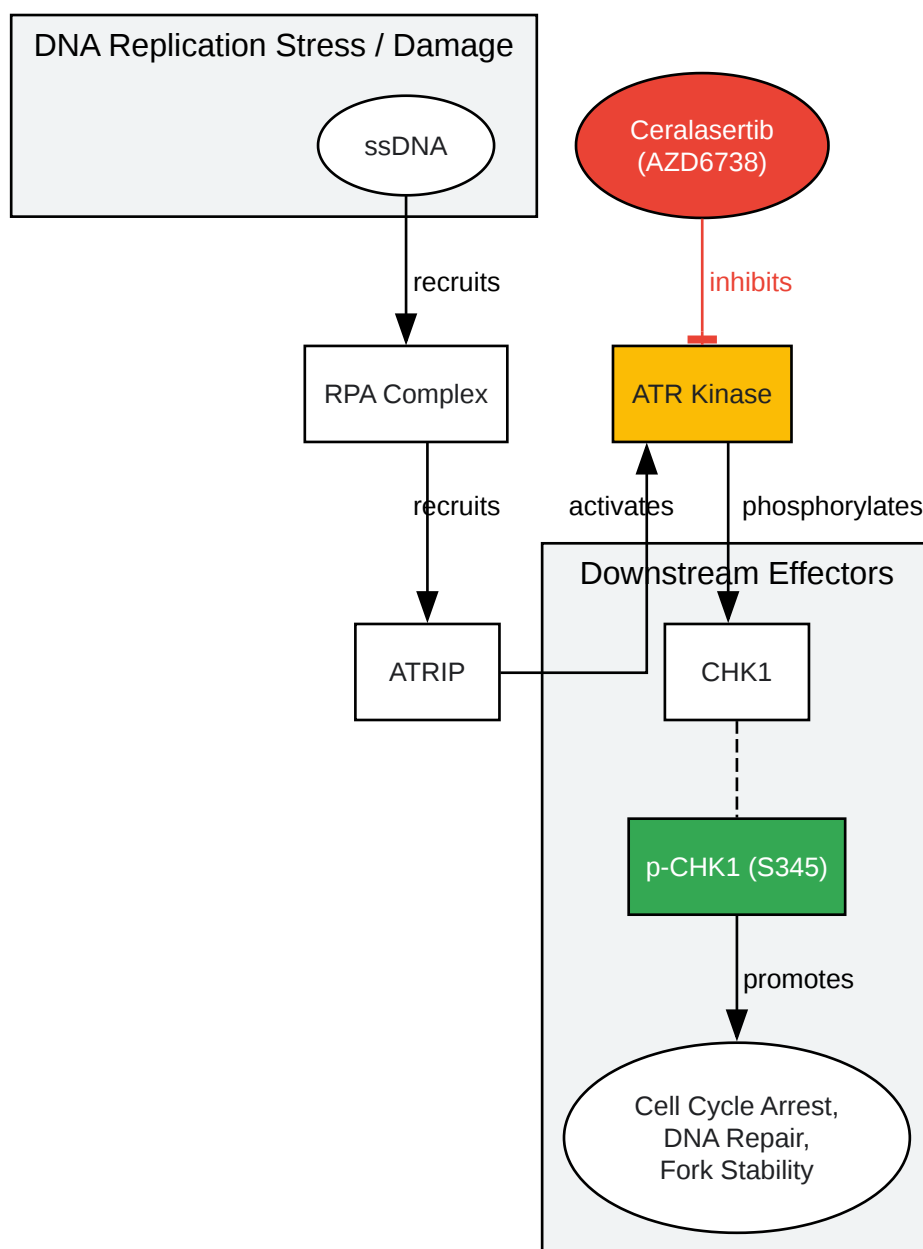 DNA Replication Stress / Damage
ssDNA
Ceralasertib
(AZD6738)
recruits
inhibits
RPA Complex
ATR Kinase
recruits
activates
phosphorylates
Downstream Effectors
ATRIP
CHK1
p-CHK1 (S345)
promotes
Cell Cycle Arrest,
DNA Repair,
Fork Stability